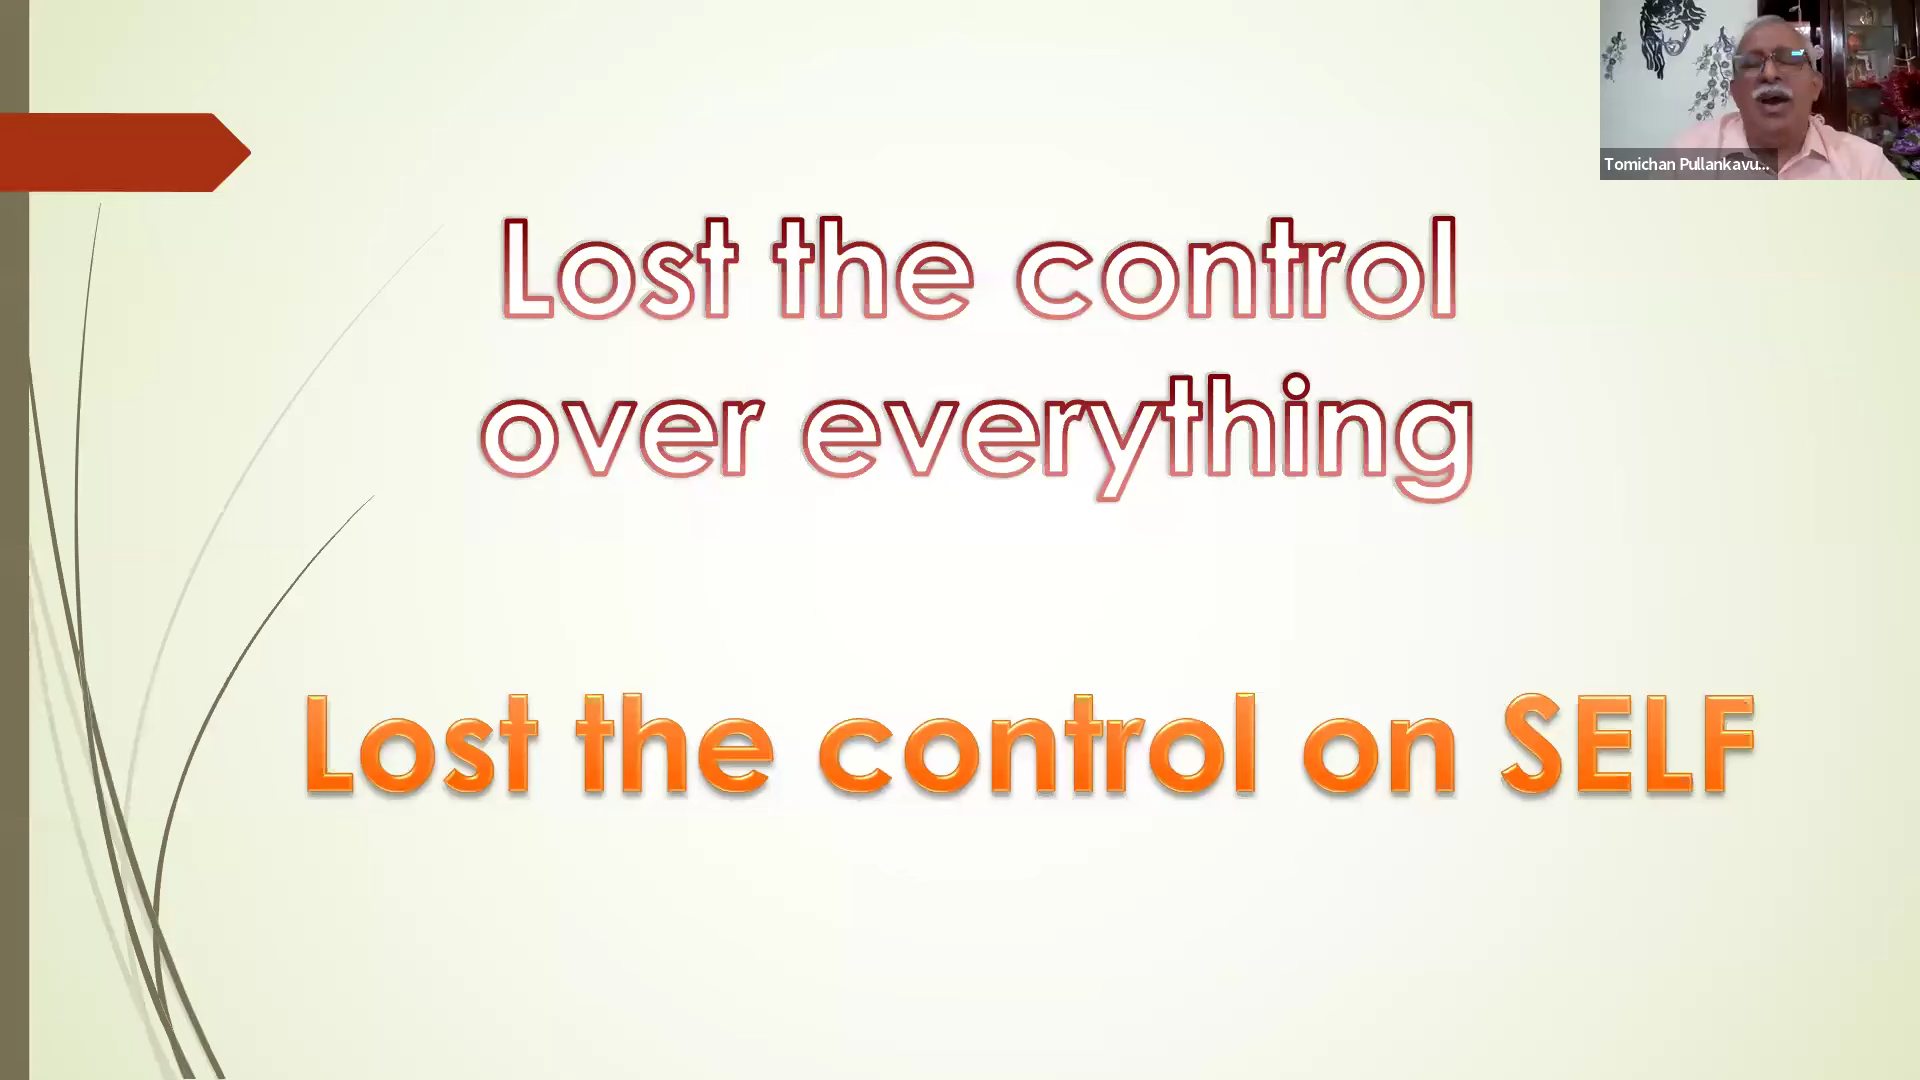 Tomichan Pullankavu...
Lost the control
over everything
Lost the control on SELF